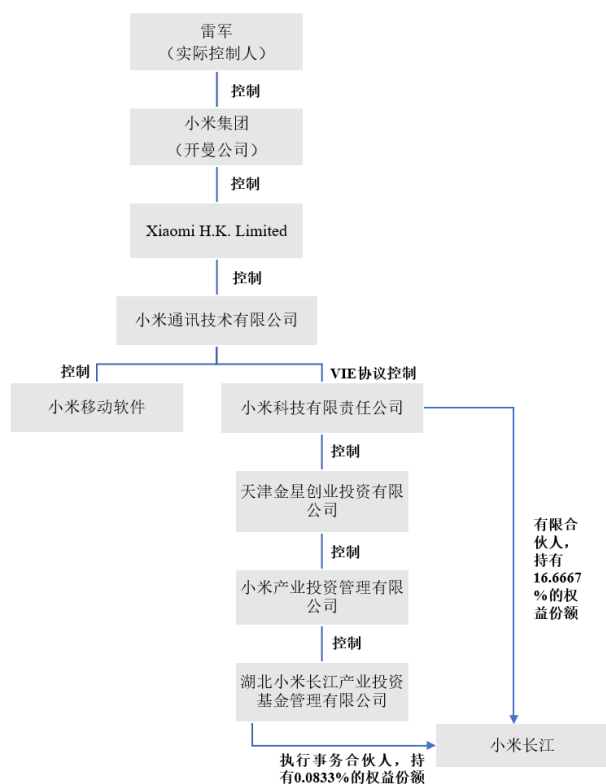 雷军
（实际控制人）
控制
小米集团
（开曼公司）
控制
Xiaomi H.K. Limited
控制
小米通讯技术有限公司
控制
VIE协议控制
小米移动软件
小米科技有限责任公司
控制
天津金星创业投资有限
公司
控制
小米产业投资管理有限
公司
控制
湖北小米长江产业投资
基金管理有限公司
有限合
伙人，
持有
16.6667
%的权
益份额
小米长江
执行事务合伙人，持
有0.0833%的权益份额